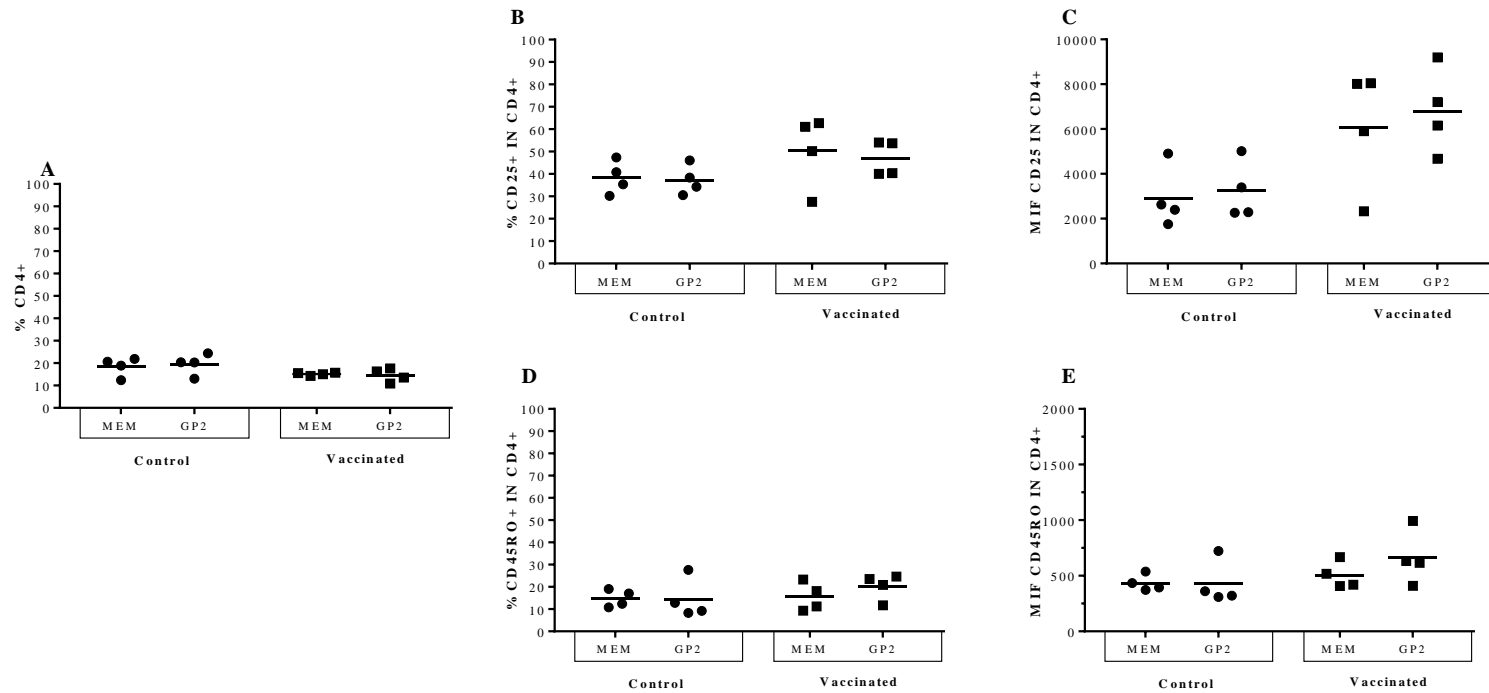 A
% CD4+
100
90
80
70
60
50
40
30
20
10
0
MEM GP2 MEM GP2
Control Vaccinated
B
% CD25+ IN CD4+
100
90
80
70
60
50
40
30
20
10
0
MEM GP2 MEM GP2
Control Vaccinated
C
MIF CD25 IN CD4+
10000
8000
6000
4000
2000
0
MEM GP2 MEM GP2
Control Vaccinated
D
% CD45RO+ IN CD4+
100
90
80
70
60
50
40
30
20
10
0
MEM GP2 MEM GP2
Control Vaccinated
E
MIF CD45RO IN CD4+
2000
1500
1000
500
0
MEM GP2 MEM GP2
Control Vaccinated